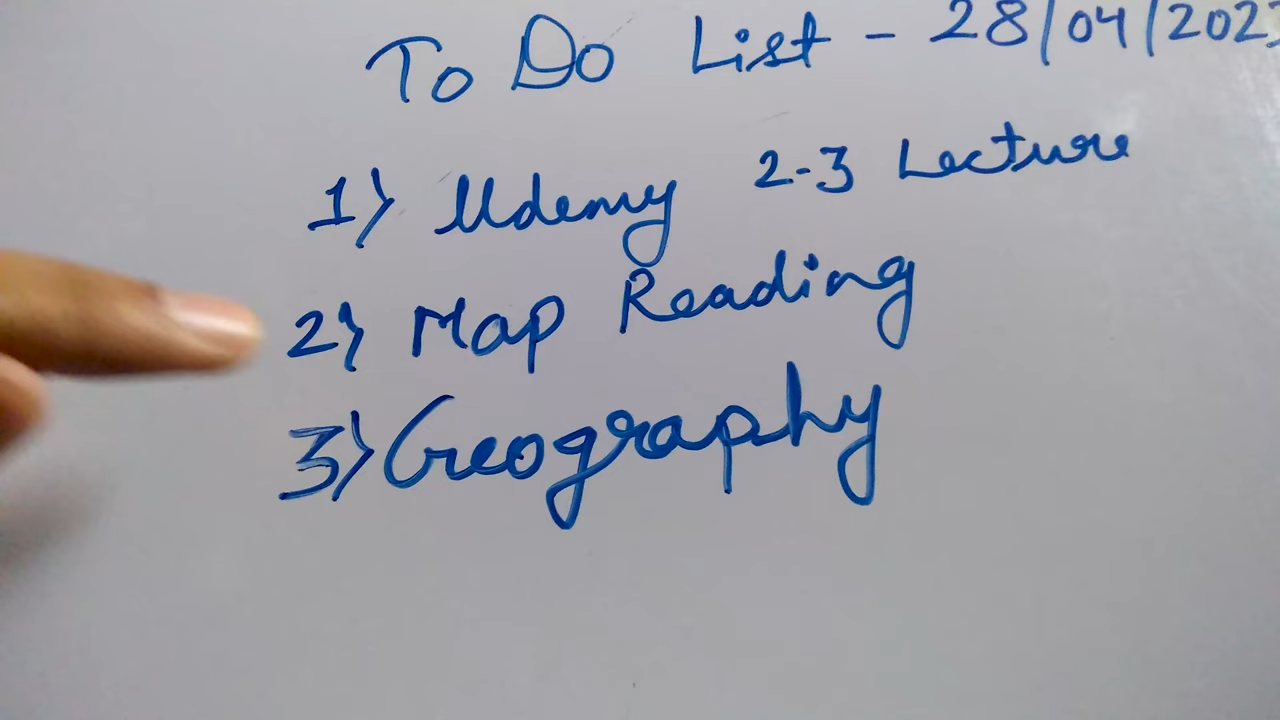 To Do List - 28/04/202
1) Udemy 2-3 Lecture
2) Map Reading
3) Geography